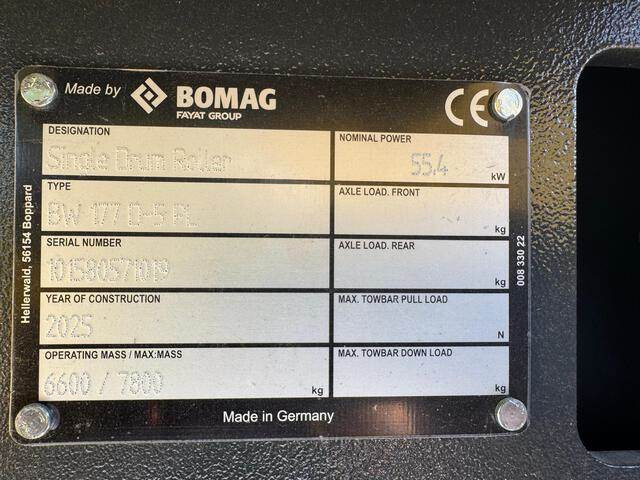 Made by BOMAG
FAYAT GROUP
CE
DESIGNATION
Single Drum Roller
NOMINAL POWER
55.4 kW
TYPE
BW 177 D-5 PL
AXLE LOAD. FRONT
kg
SERIAL NUMBER
101580571019
AXLE LOAD. REAR
kg
YEAR OF CONSTRUCTION
2025
MAX. TOWBAR PULL LOAD
N
OPERATING MASS / MAX:MASS
6600 / 7800 kg
MAX. TOWBAR DOWN LOAD
kg
Made in Germany
Hellerwald, 56154 Boppard
008 330 22